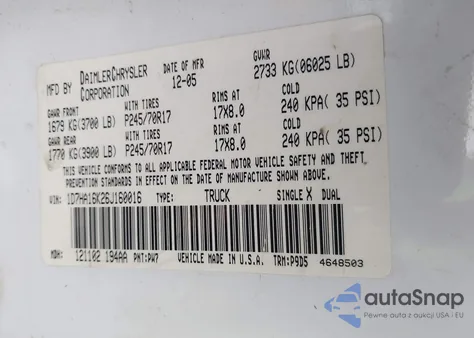 MFD BY DAIMLERCHRYSLER CORPORATION
DATE OF MFR 12-05
GVWR 2733 KG(06025 LB)
GAWR FRONT WITH TIRES RIMS AT COLD
1679 KG(3700 LB) P245/70R17 17X8.0 240 KPA( 35 PSI)
GAWR REAR WITH TIRES RIMS AT COLD
1770 KG(3900 LB) P245/70R17 17X8.0 240 KPA( 35 PSI)
THIS VEHICLE CONFORMS TO ALL APPLICABLE FEDERAL MOTOR VEHICLE SAFETY AND THEFT
PREVENTION STANDARDS IN EFFECT ON THE DATE OF MANUFACTURE SHOWN ABOVE.
VIN: 1D7HA16K26J160016 TYPE: TRUCK SINGLE X DUAL
MDH: 121102 194AA PNT:PW7 VEHICLE MADE IN U.S.A. TRM:P9D5 4648503
autoSnap
Pewne auta z aukcji USA i EU